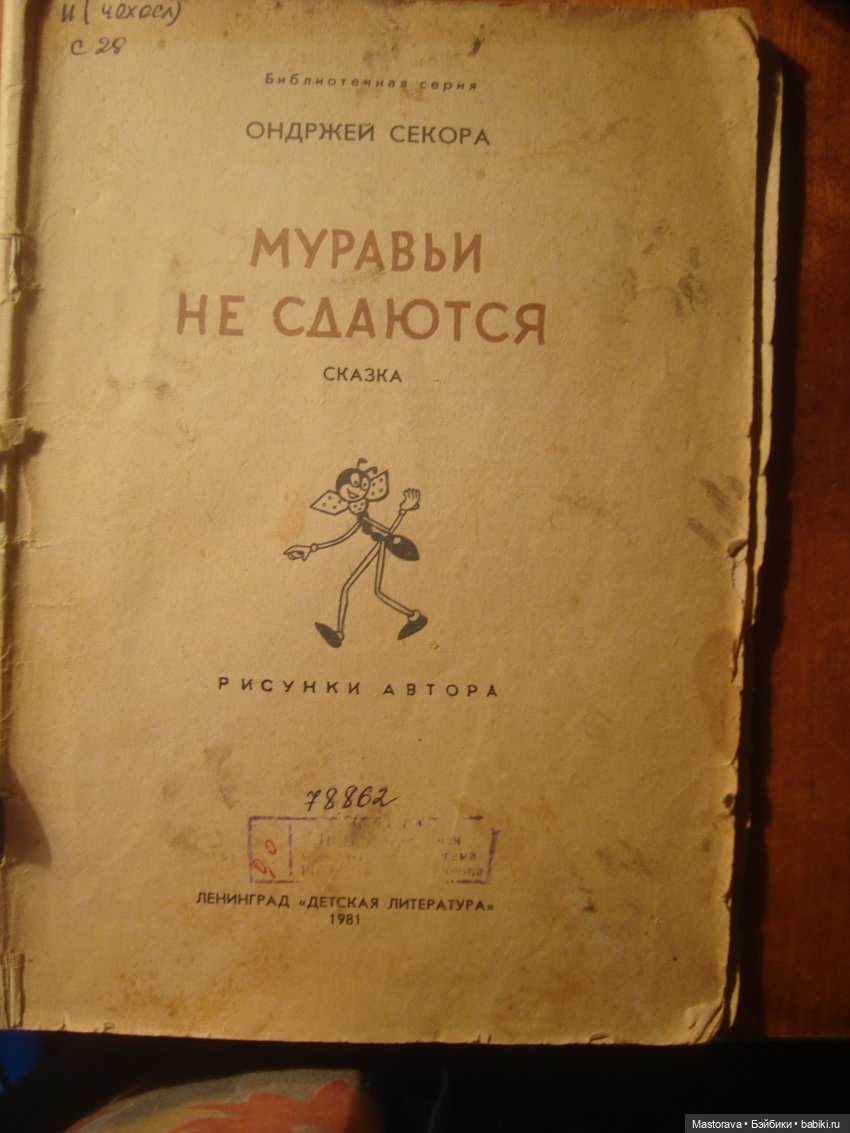 И (чехосл)
С 28
Библиотечная серия
ОНДРЖЕЙ СЕКОРА
МУРАВЬИ
НЕ СДАЮТСЯ
СКАЗКА
РИСУНКИ АВТОРА
78862
ЛЕНИНГРАД «ДЕТСКАЯ ЛИТЕРАТУРА»
1981
Mastorava • Бэйбики • babiki.ru